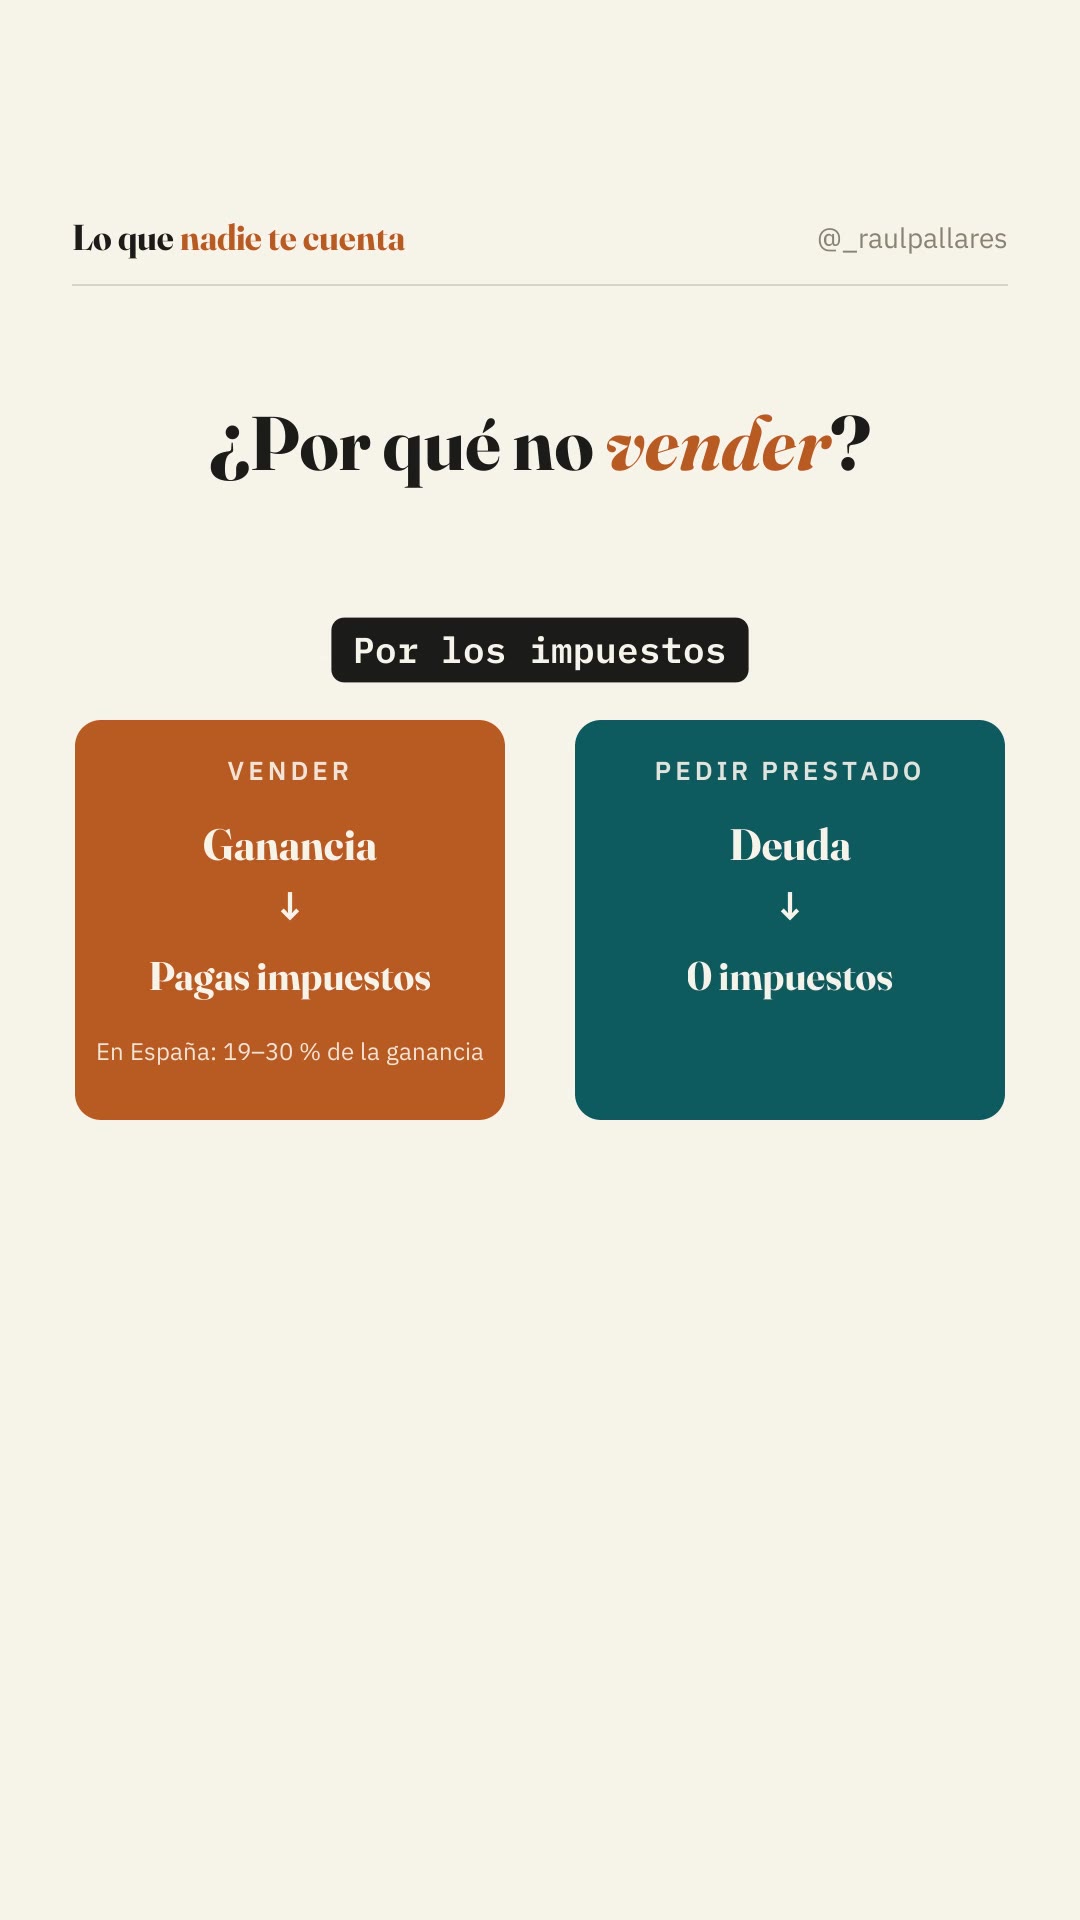 Lo que nadie te cuenta
@_raulpallares
¿Por qué no vender?
Por los impuestos
VENDER
Ganancia
↓
Pagas impuestos
En España: 19–30 % de la ganancia
PEDIR PRESTADO
Deuda
↓
0 impuestos